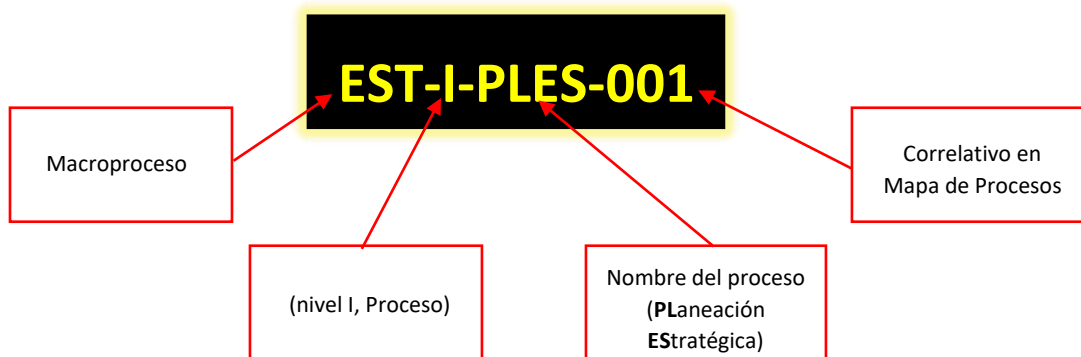 EST-I-PLES-001
Macroproceso
Correlativo en
Mapa de Procesos
(nivel I, Proceso)
Nombre del proceso
(PLaneación
EStratégica)